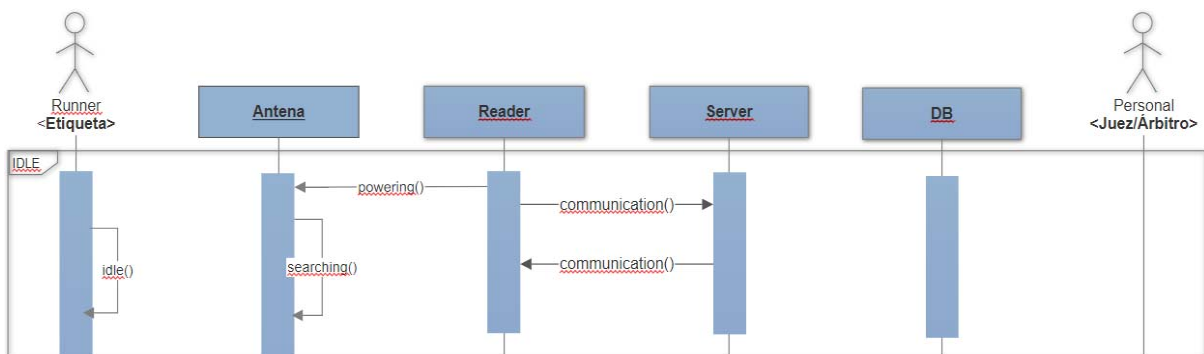 Runner
<Etiqueta>
Antena
Reader
Server
DB
Personal
<Juez/Árbitro>
IDLE
powering()
communication()
idle()
searching()
communication()